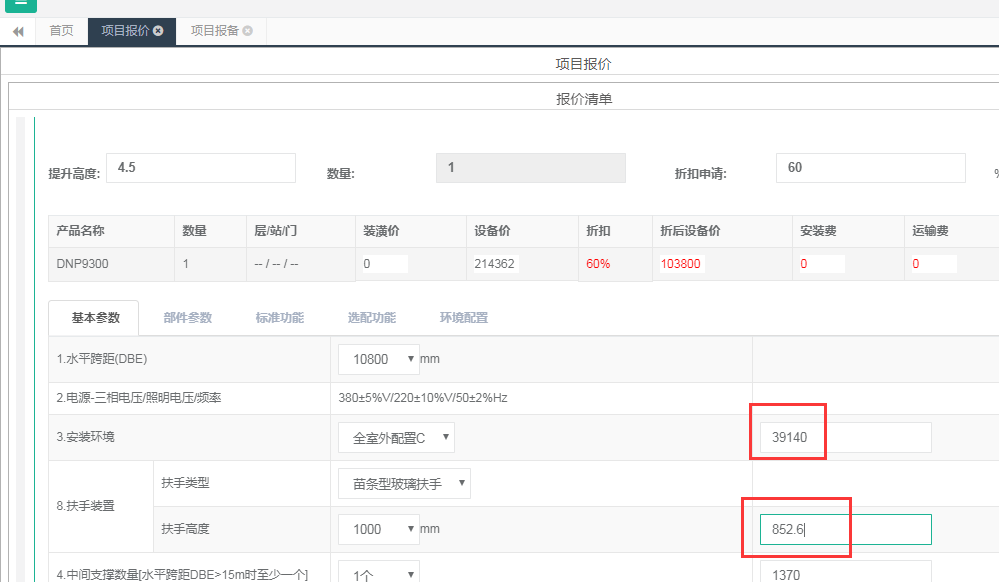 首页 项目报价 项目报备
项目报价
报价清单
提升高度: 4.5 数量: 1 折扣申请: 60 %
产品名称 数量 层/站/门 装潢价 设备价 折扣 折后设备价 安装费 运输费
DNP9300 1 -- / -- / -- 0 214362 60% 103800 0 0
基本参数 部件参数 标准功能 选配功能 环境配置
1.水平跨距(DBE) 10800 mm
2.电源-三相电压/照明电压/频率 380±5%V/220±10%V/50±2%Hz
3.安装环境 全室外配置C 39140
扶手类型 苗条型玻璃扶手
8.扶手装置
扶手高度 1000 mm 852.6
4.中间支撑数量[水平跨距DBE>15m时至少一个] 1个 1370